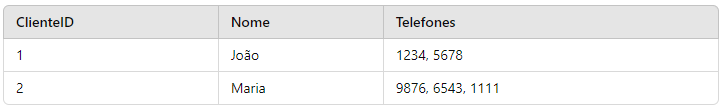 ClienteID Nome Telefones
1 João 1234, 5678
2 Maria 9876, 6543, 1111